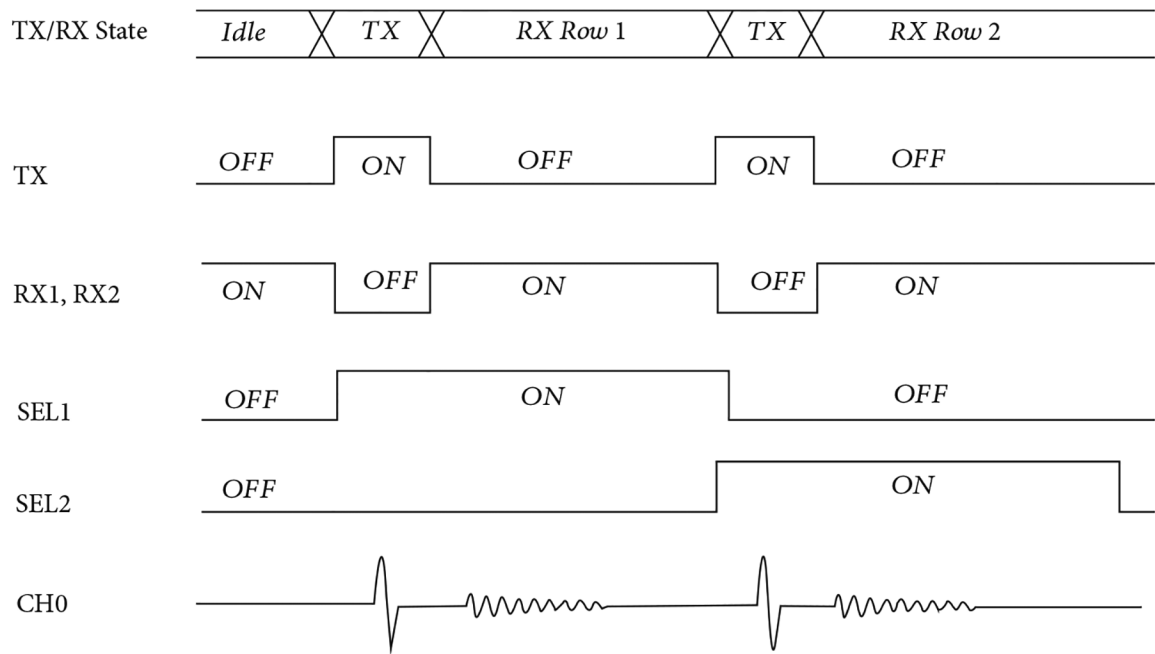 TX/RX State Idle TX RX Row 1 TX RX Row 2
TX OFF ON OFF ON OFF
RX1, RX2 ON OFF ON OFF ON
SEL1 OFF ON OFF
SEL2 OFF ON
CH0